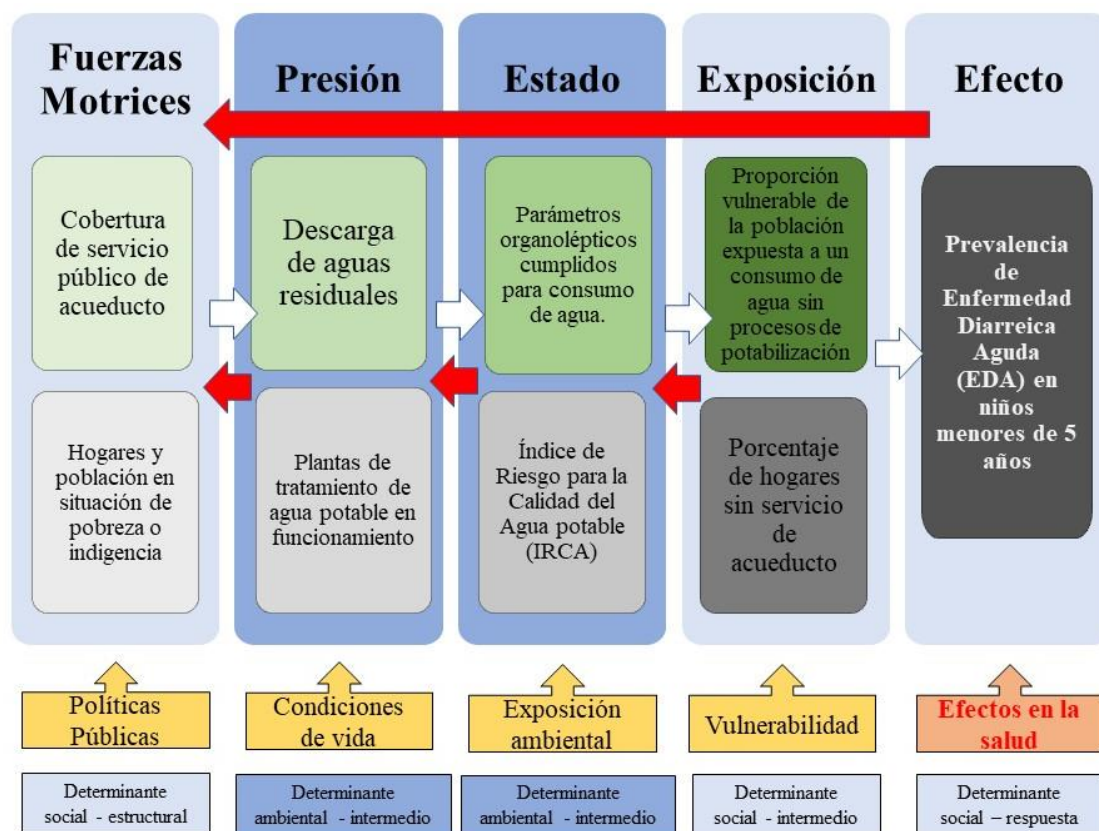 Fuerzas
Motrices
Presión
Estado
Exposición
Efecto
Cobertura
de servicio
público de
acueducto
Descarga
de aguas
residuales
Parámetros
organolépticos
cumplidos
para consumo
de agua.
Proporción
vulnerable de
la población
expuesta a un
consumo de
agua sin
procesos de
potabilización
Prevalencia
de
Enfermedad
Diarreica
Aguda
(EDA) en
niños
menores de 5
años
Hogares y
población en
situación de
pobreza o
indigencia
Plantas de
tratamiento de
agua potable en
funcionamiento
Índice de
Riesgo para la
Calidad del
Agua potable
(IRCA)
Porcentaje
de hogares
sin servicio
de
acueducto
Políticas
Públicas
Condiciones
de vida
Exposición
ambiental
Vulnerabilidad
Efectos en la
salud
Determinante
social - estructural
Determinante
ambiental - intermedio
Determinante
ambiental - intermedio
Determinante
social - intermedio
Determinante
social – respuesta